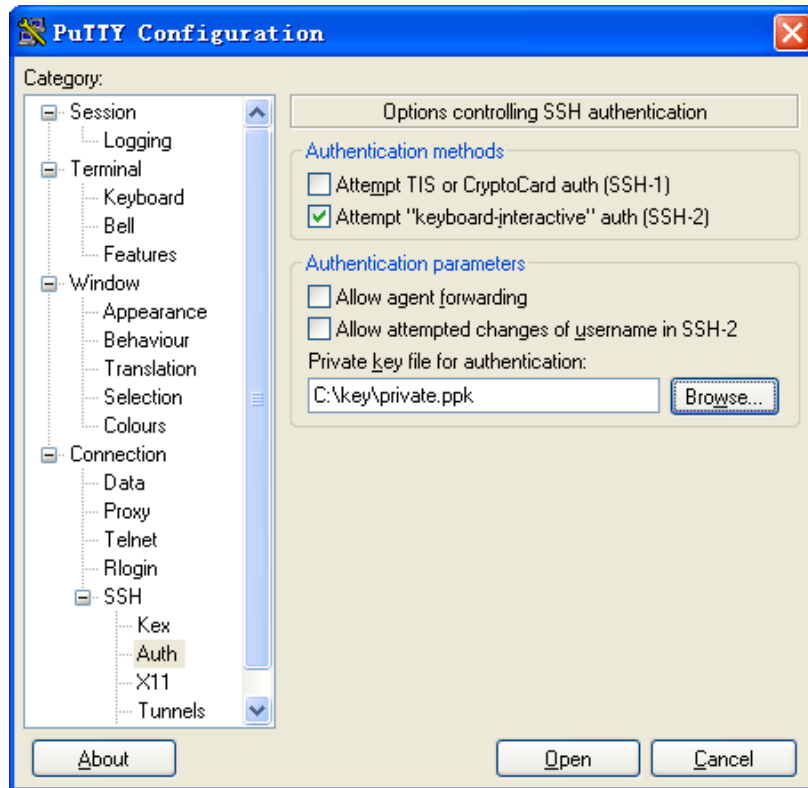 PuTTY Configuration
Category:
Session
Logging
Terminal
Keyboard
Bell
Features
Window
Appearance
Behaviour
Translation
Selection
Colours
Connection
Data
Proxy
Telnet
Rlogin
SSH
Kex
Auth
X11
Tunnels
Options controlling SSH authentication
Authentication methods
Attempt TIS or CryptoCard auth (SSH-1)
Attempt "keyboard-interactive" auth (SSH-2)
Authentication parameters
Allow agent forwarding
Allow attempted changes of username in SSH-2
Private key file for authentication:
C:\key\private.ppk
Browse...
About
Open
Cancel